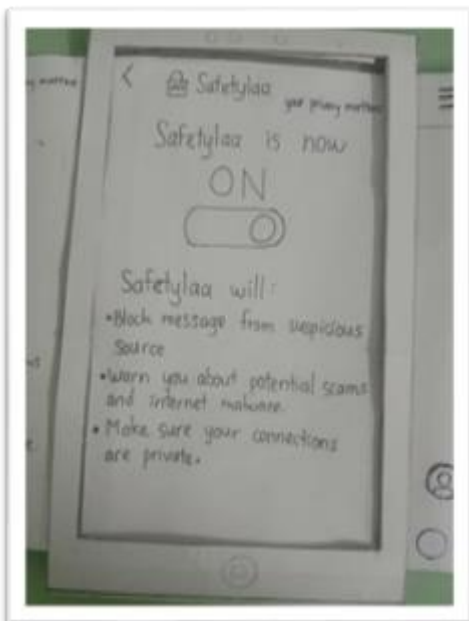 Safetylaa
your privacy matters
Safetylaa is now
ON
Safetylaa will:
•Block message from suspicious
source
•Warn you about potential scams
and internet malware.
•Make sure your connections
are private.
matters